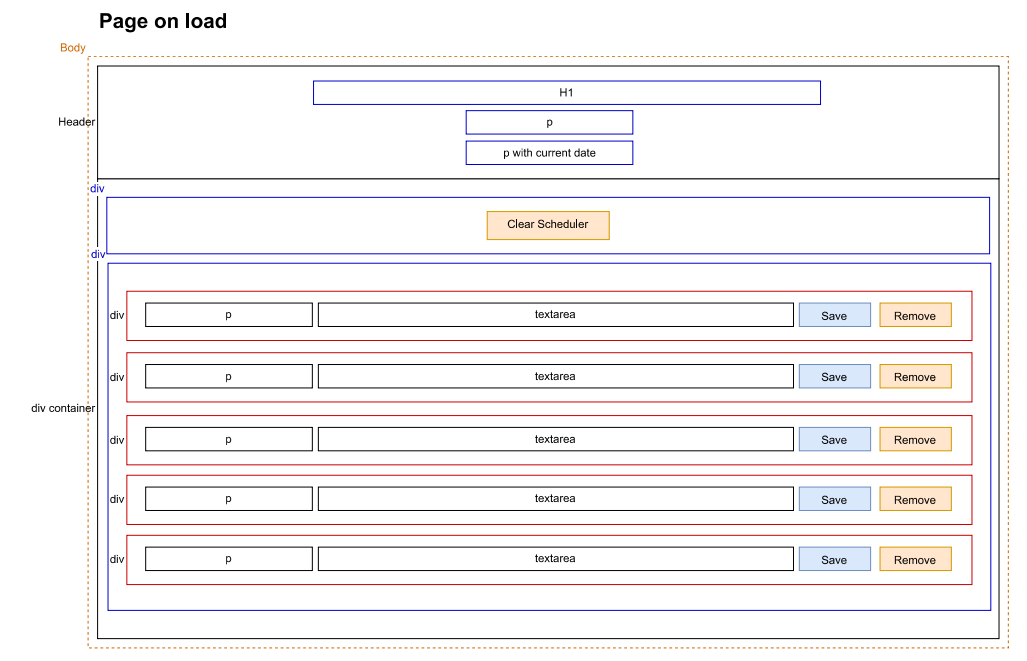 Page on load
Body
H1
p
Header
p with current date
div
Clear Scheduler
div
div p textarea Save Remove
div p textarea Save Remove
div container
div p textarea Save Remove
div p textarea Save Remove
div p textarea Save Remove